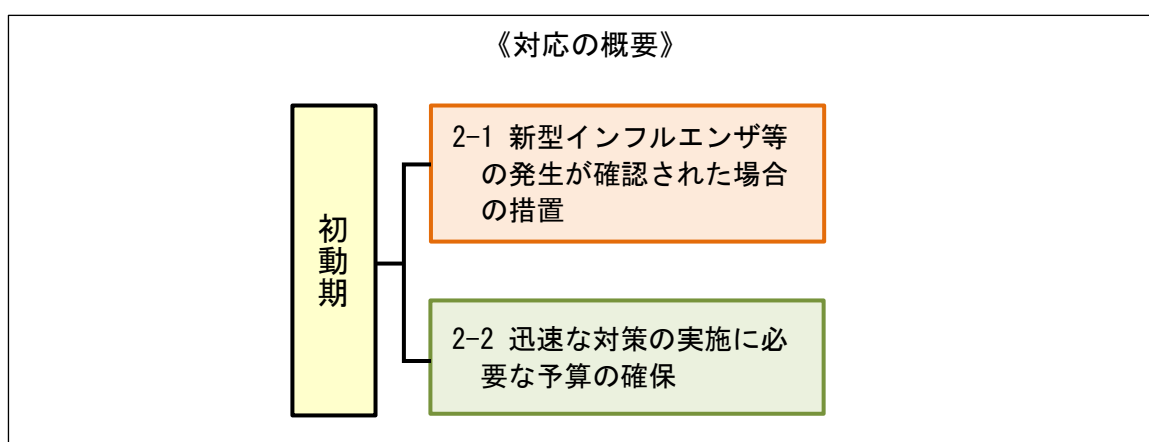 《対応の概要》
初動期
2-1 新型インフルエンザ等
の発生が確認された場合
の措置
2-2 迅速な対策の実施に必
要な予算の確保